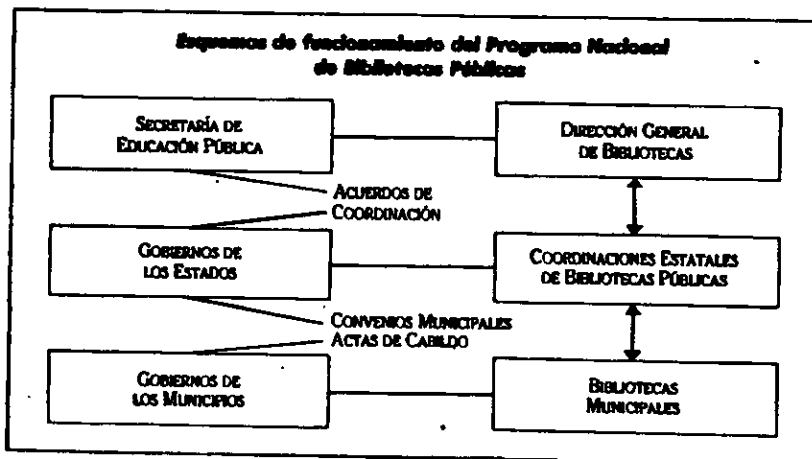 Esquemas de funcionamiento del Programa Nacional
de Bibliotecas Públicas
SECRETARÍA DE
EDUCACIÓN PÚBLICA
DIRECCIÓN GENERAL
DE BIBLIOTECAS
ACUERDOS DE
COORDINACIÓN
GOBIERNOS DE
LOS ESTADOS
COORDINACIONES ESTATALES
DE BIBLIOTECAS PÚBLICAS
CONVENIOS MUNICIPALES
ACTAS DE CABILDO
GOBIERNOS DE
LOS MUNICIPIOS
BIBLIOTECAS
MUNICIPALES